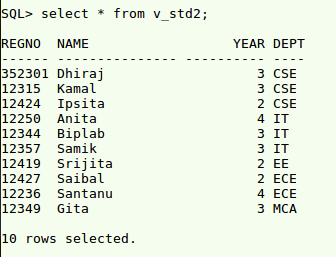 SQL> select * from v_std2;
REGNO NAME YEAR DEPT
------ --------------- ---------- ----
352301 Dhiraj 3 CSE
12315 Kamal 3 CSE
12424 Ipsita 2 CSE
12250 Anita 4 IT
12344 Biplab 3 IT
12357 Samik 3 IT
12419 Srijita 2 EE
12427 Saibal 2 ECE
12236 Santanu 4 ECE
12349 Gita 3 MCA
10 rows selected.